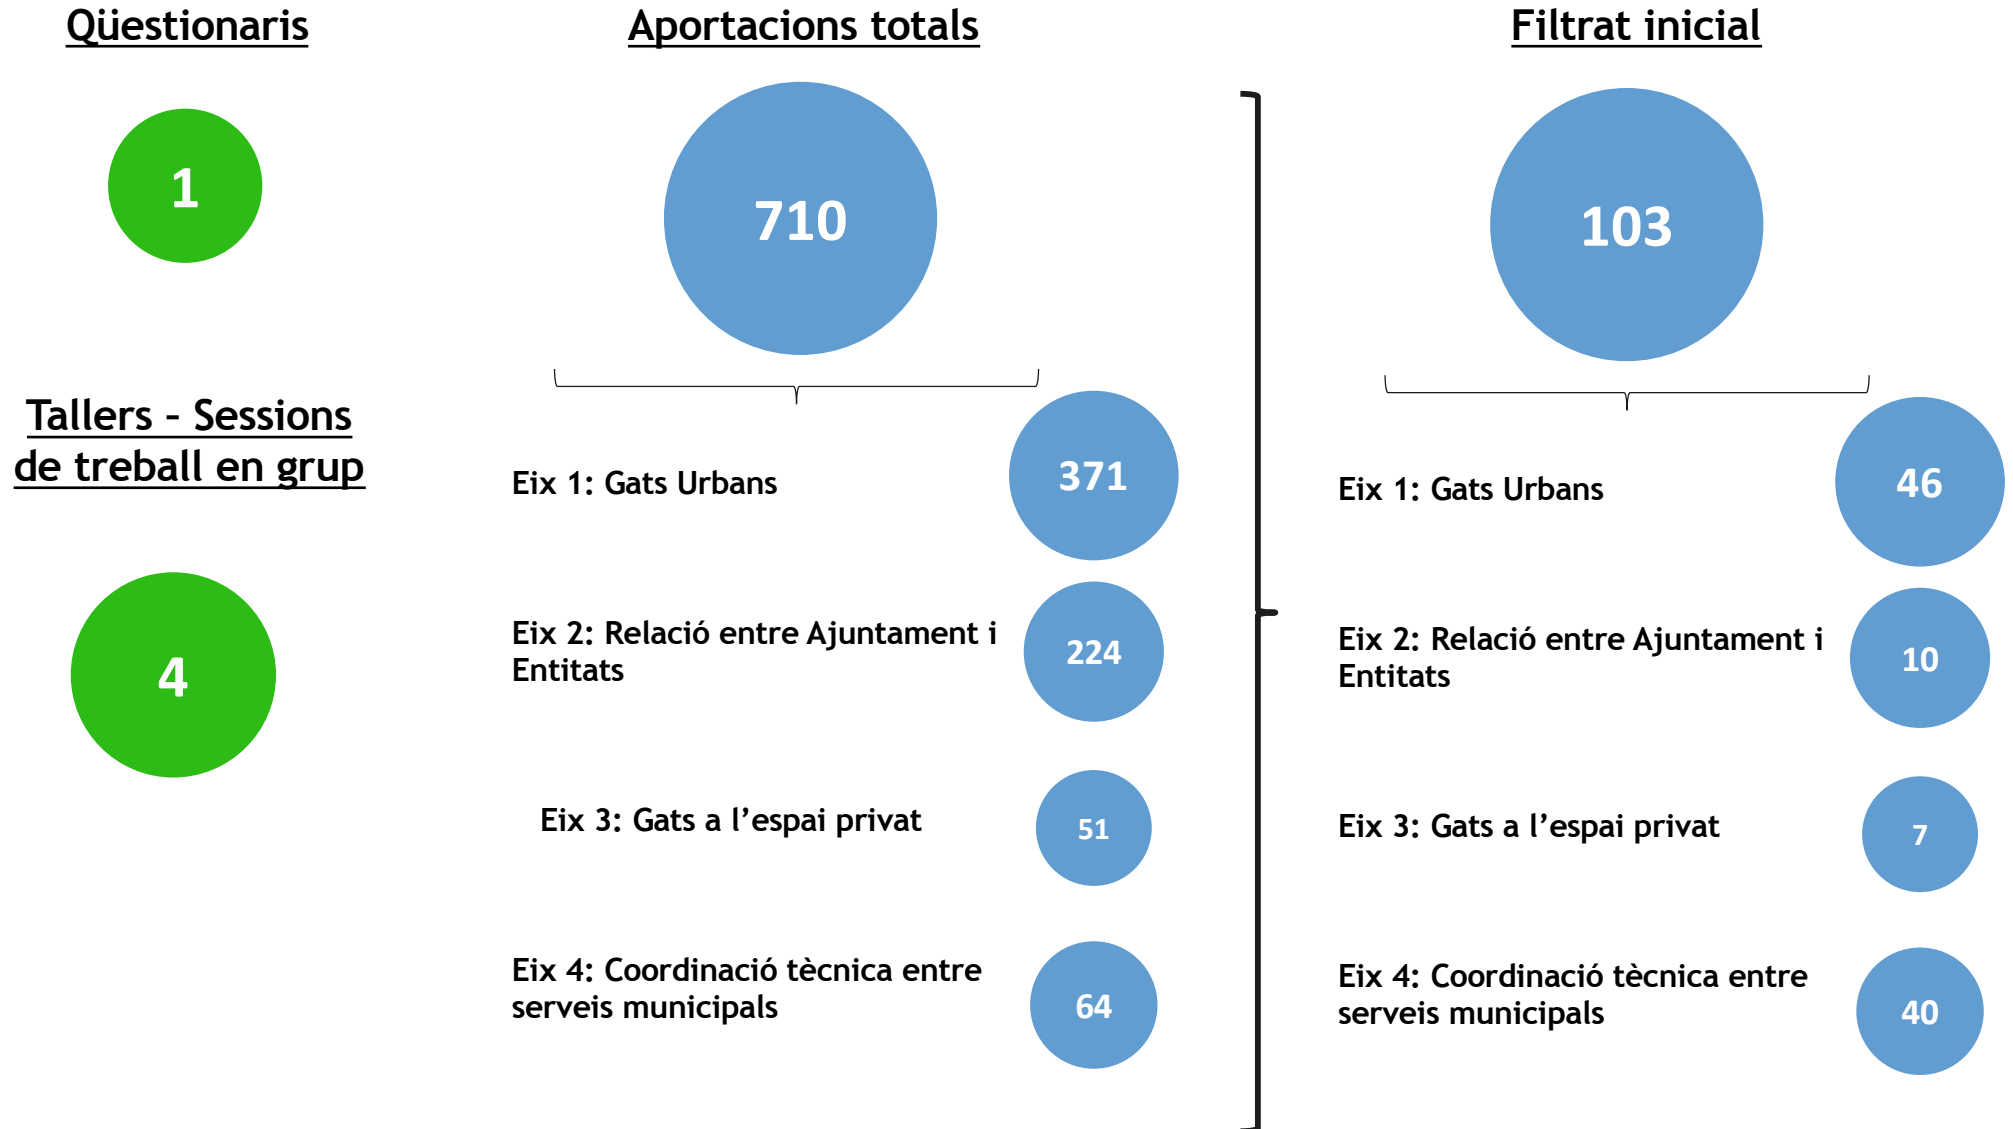 Qüestionaris
1
Tallers – Sessions
de treball en grup
4
Aportacions totals
710
Eix 1: Gats Urbans
371
Eix 2: Relació entre Ajuntament i
Entitats
224
Eix 3: Gats a l’espai privat
51
Eix 4: Coordinació tècnica entre
serveis municipals
64
Filtrat inicial
103
Eix 1: Gats Urbans
46
Eix 2: Relació entre Ajuntament i
Entitats
10
Eix 3: Gats a l’espai privat
7
Eix 4: Coordinació tècnica entre
serveis municipals
40